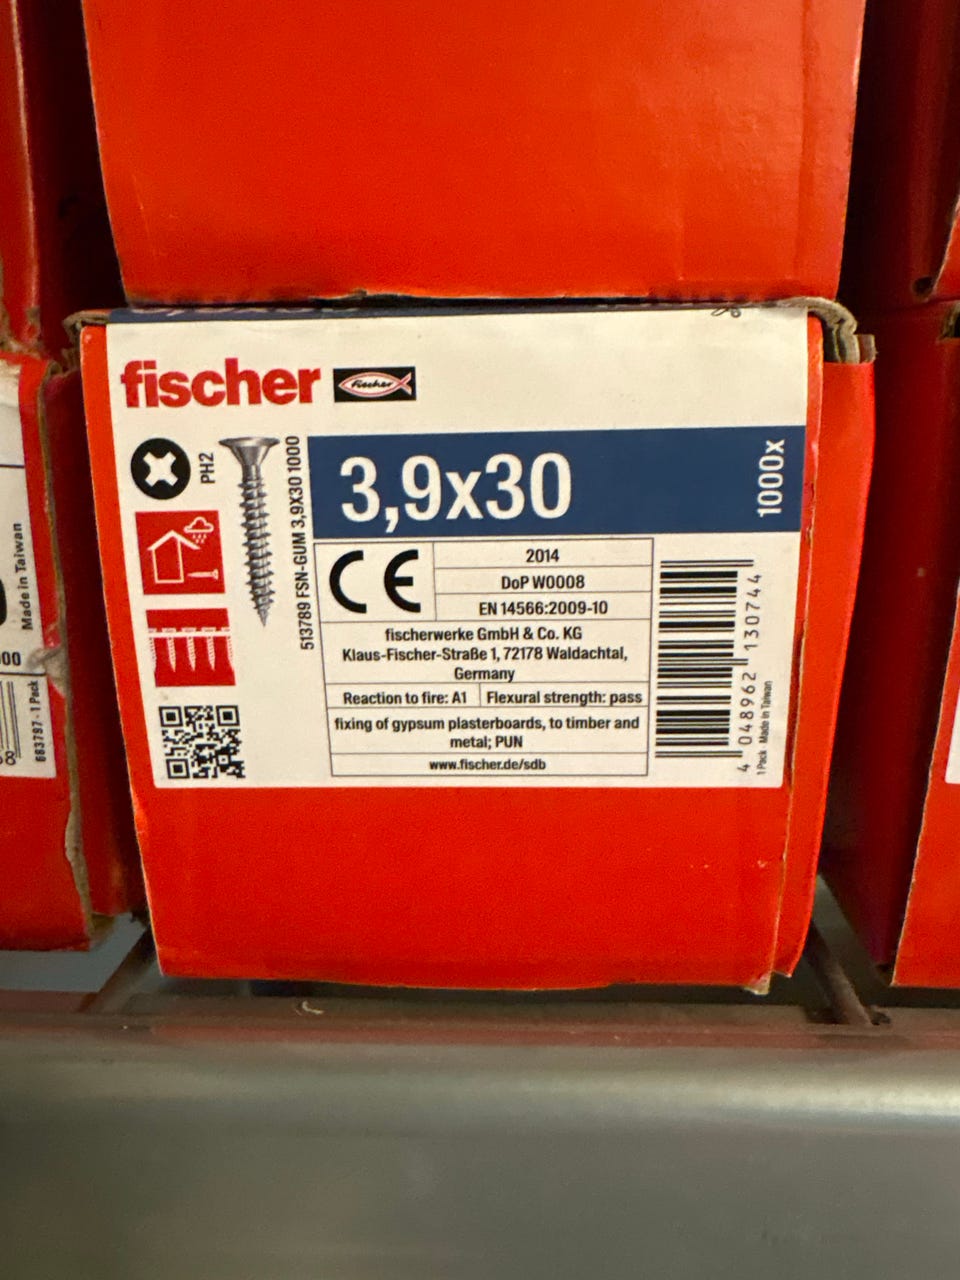 fischer
fischer
PH2
513789 FSN-GUM 3,9X30 1000
3,9x30
1000x
CE
2014
DoP W0008
EN 14566:2009-10
fischerwerke GmbH & Co. KG
Klaus-Fischer-Straße 1, 72178 Waldachtal,
Germany
Reaction to fire: A1
Flexural strength: pass
fixing of gypsum plasterboards, to timber and
metal; PUN
www.fischer.de/sdb
4 048962 130744
1 Pack Made in Taiwan
Made in Taiwan
00
1 Pack